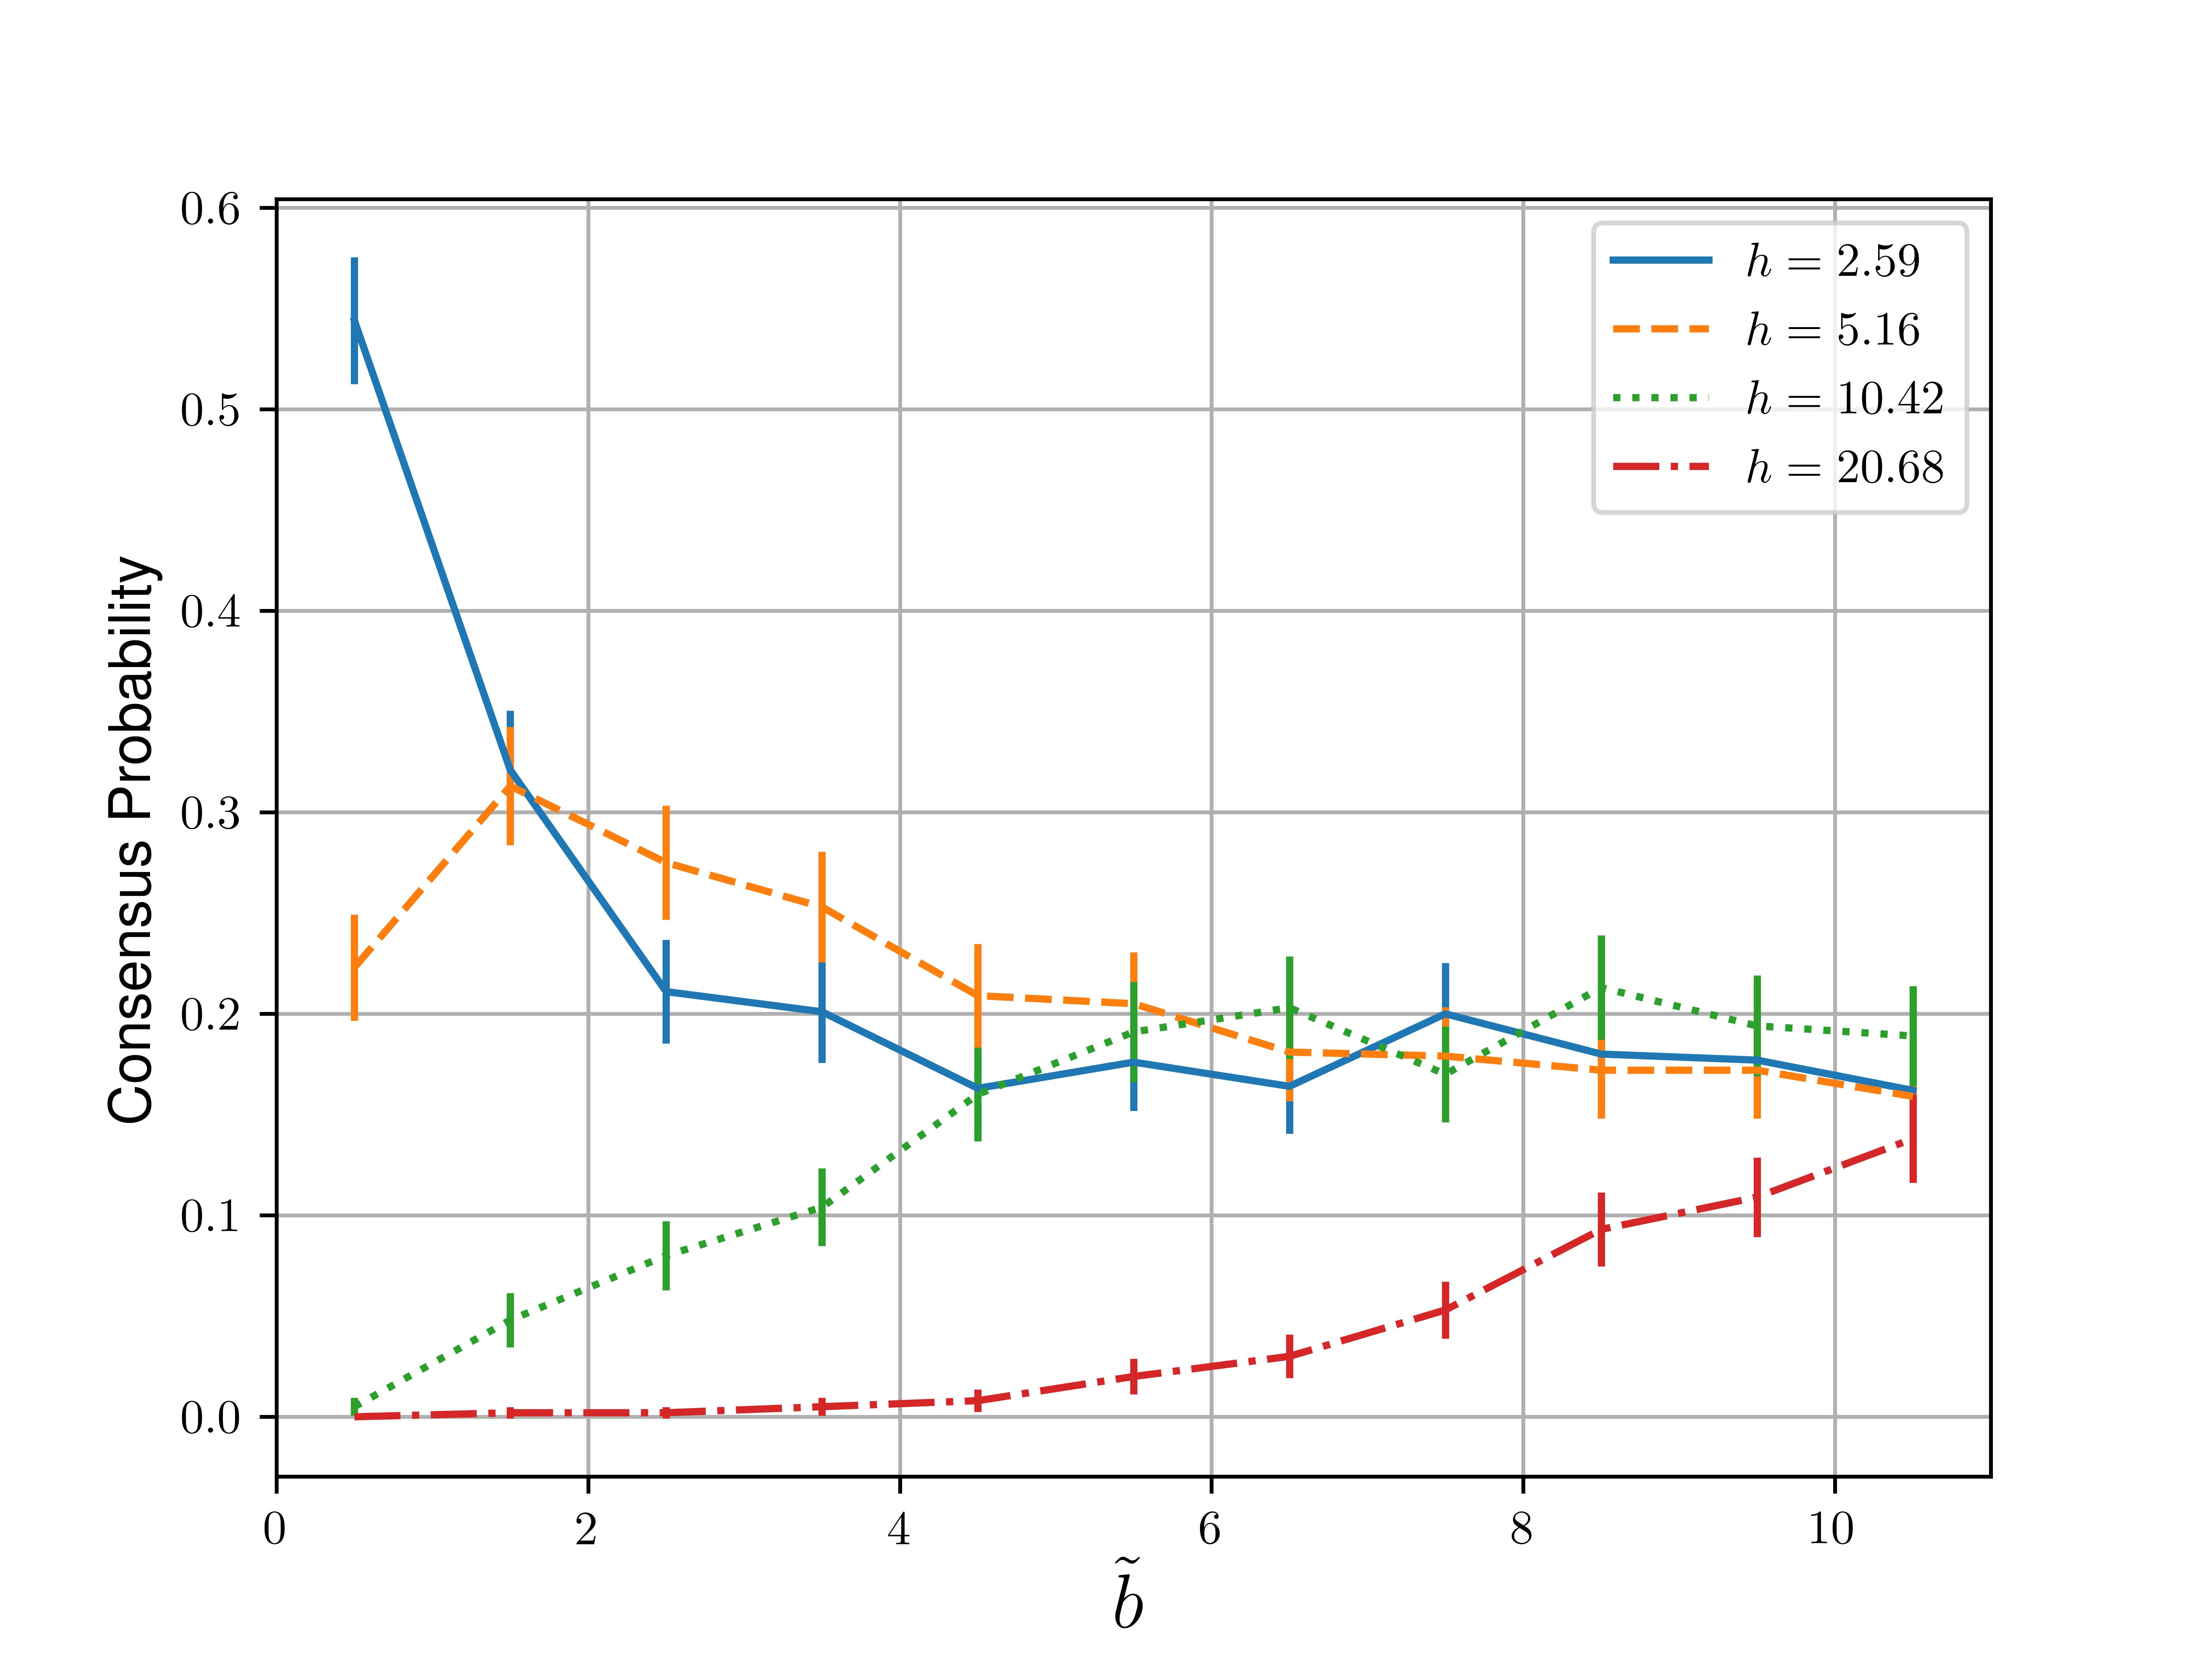 Consensus Probability
0.6
0.5
0.4
0.3
0.2
0.1
0.0
h = 2.59
h = 5.16
h = 10.42
h = 20.68
0 2 4 6 8 10
b̃